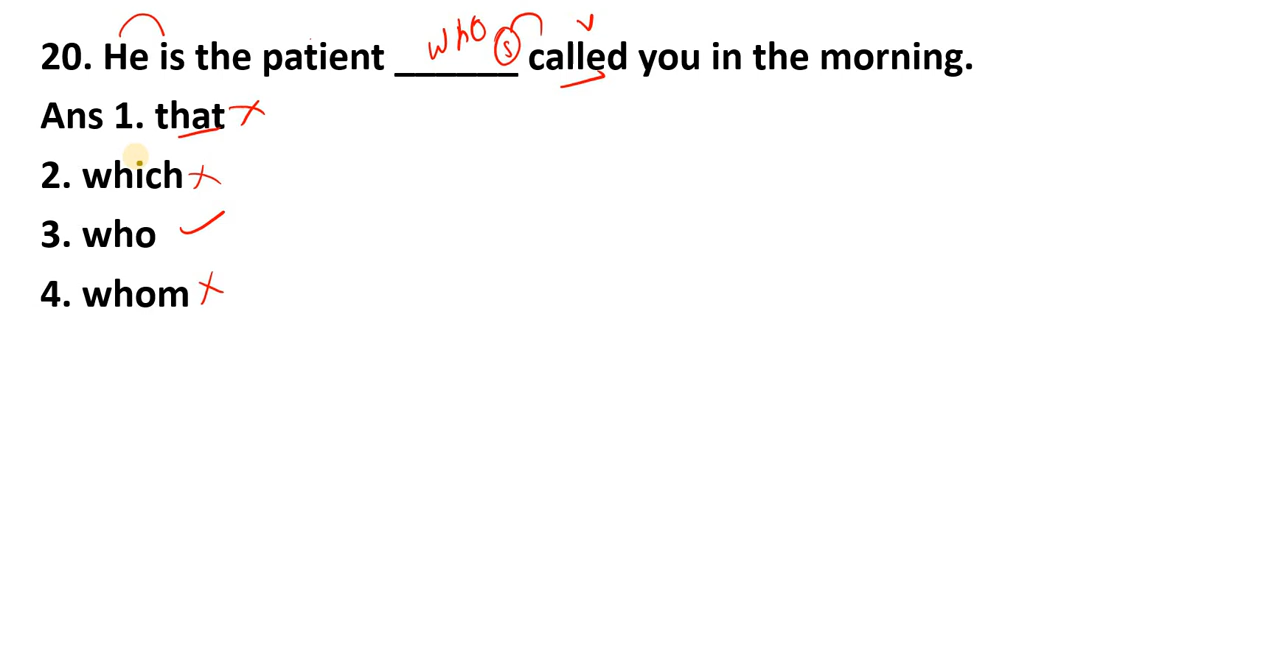 who (s) v
20. He is the patient ______ called you in the morning.
Ans 1. that ×
2. which ×
3. who ✓
4. whom ×